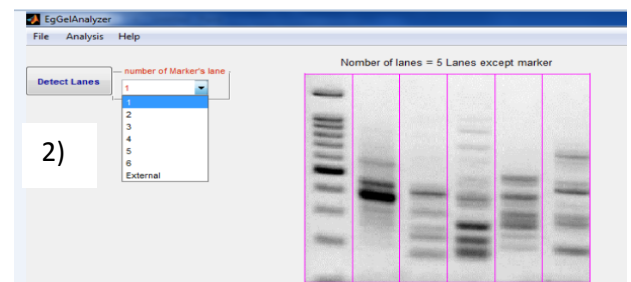 EgGelAnalyzer
File Analysis Help
Nomber of lanes = 5 Lanes except marker
number of Marker's lane
Detect Lanes
1
1
2
3
4
5
6
External
2)